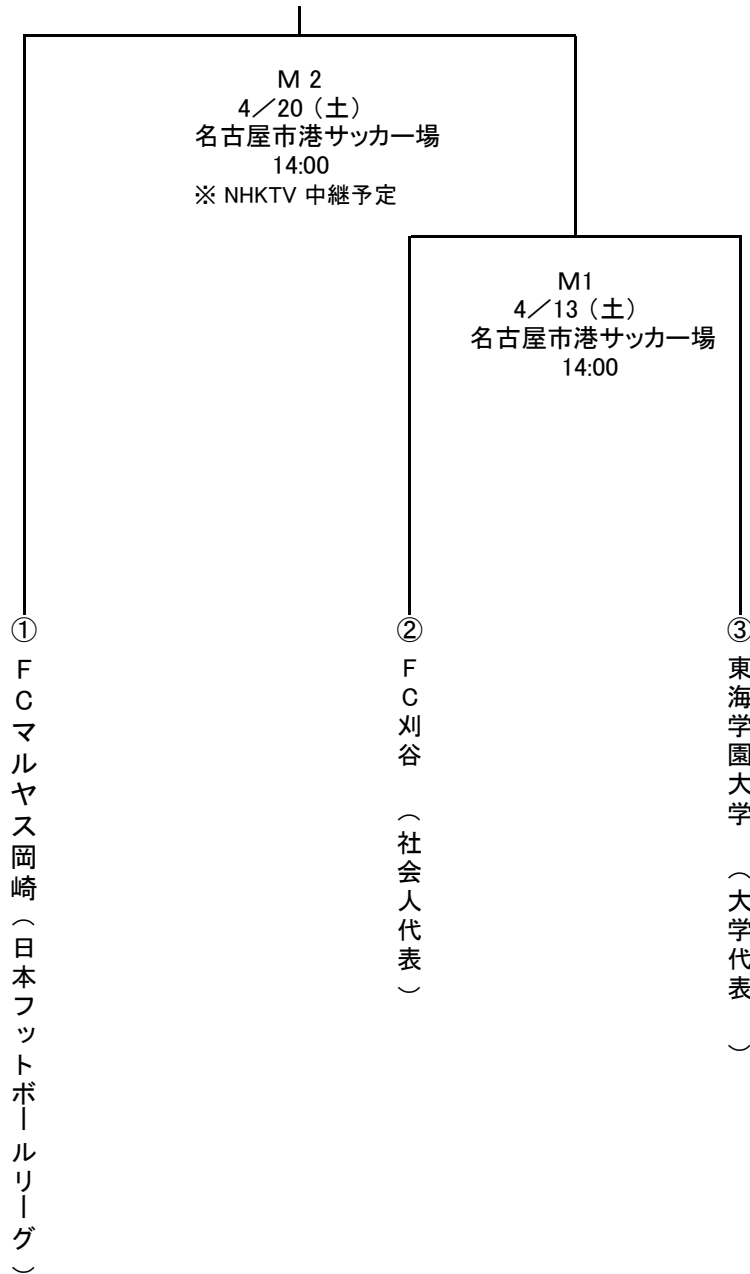 M 2
4／20（土）
名古屋市港サッカー場
14:00
※ NHKTV 中継予定
M1
4／13（土）
名古屋市港サッカー場
14:00
①
FCマルヤス岡崎（日本フットボールリーグ）
②
FC刈谷　（社会人代表）
③
東海学園大学　（大学代表　）